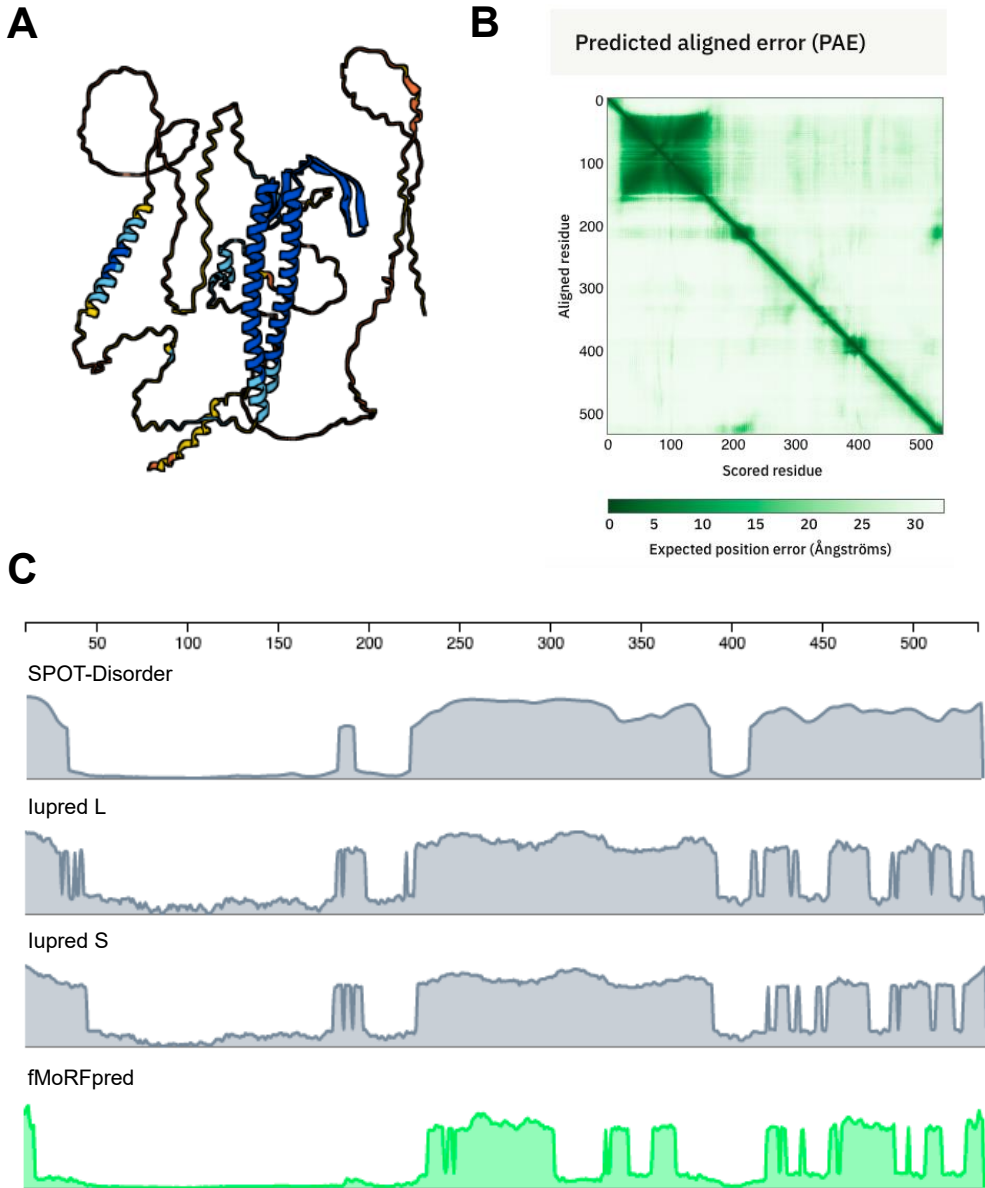 A
B
Predicted aligned error (PAE)
0
100
200
300
400
500
Aligned residue
0 100 200 300 400 500
Scored residue
0 5 10 15 20 25 30
Expected position error (Ångströms)
C
50 100 150 200 250 300 350 400 450 500
SPOT-Disorder
Iupred L
Iupred S
fMoRFpred